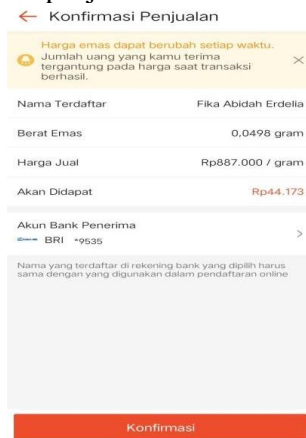 Konfirmasi Penjualan
Harga emas dapat berubah setiap waktu.
Jumlah uang yang kamu terima
tergantung pada harga saat transaksi
berhasil.
Nama Terdaftar Fika Abidah Erdelia
Berat Emas 0,0498 gram
Harga Jual Rp887.000 / gram
Akan Didapat Rp44.173
Akun Bank Penerima
BRI *9535
Nama yang terdaftar di rekening bank yang dipilih harus
sama dengan yang digunakan dalam pendaftaran online
Konfirmasi